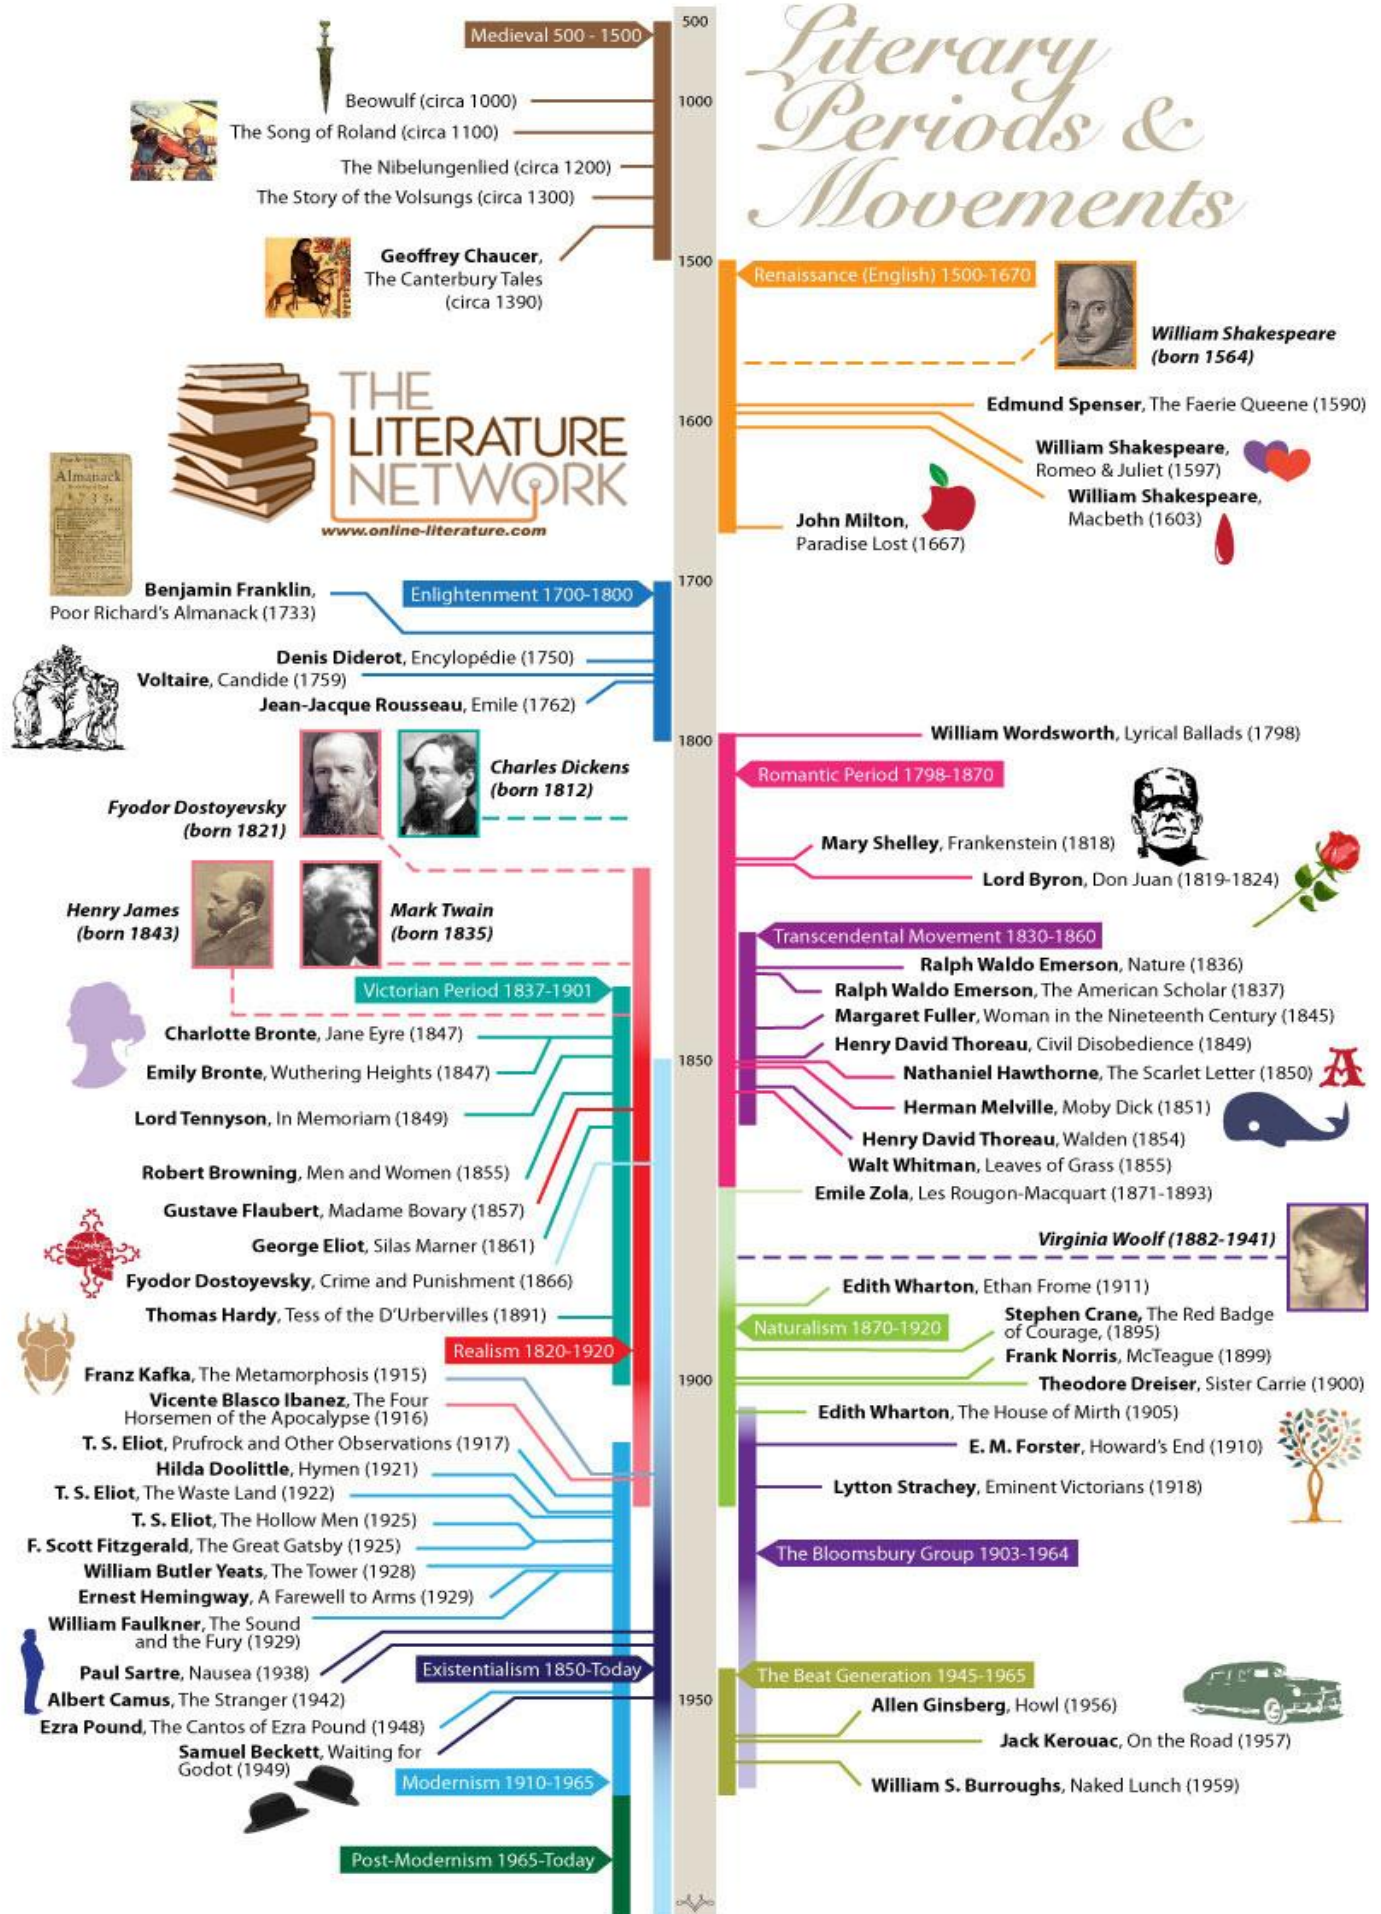 Literary
Periods &
Movements
500
Medieval 500 - 1500
Beowulf (circa 1000)
1000
The Song of Roland (circa 1100)
The Nibelungenlied (circa 1200)
The Story of the Volsungs (circa 1300)
Geoffrey Chaucer,
The Canterbury Tales
(circa 1390)
1500
Renaissance (English) 1500-1670
William Shakespeare
(born 1564)
Edmund Spenser, The Faerie Queene (1590)
1600
William Shakespeare,
Romeo & Juliet (1597)
William Shakespeare,
Macbeth (1603)
John Milton,
Paradise Lost (1667)
THE
LITERATURE
NETWORK
www.online-literature.com
Almanack
1700
Enlightenment 1700-1800
Benjamin Franklin,
Poor Richard's Almanack (1733)
Denis Diderot, Encylopédie (1750)
Voltaire, Candide (1759)
Jean-Jacque Rousseau, Emile (1762)
1800
William Wordsworth, Lyrical Ballads (1798)
Romantic Period 1798-1870
Charles Dickens
(born 1812)
Fyodor Dostoyevsky
(born 1821)
Mary Shelley, Frankenstein (1818)
Lord Byron, Don Juan (1819-1824)
Henry James
(born 1843)
Mark Twain
(born 1835)
Transcendental Movement 1830-1860
Ralph Waldo Emerson, Nature (1836)
Ralph Waldo Emerson, The American Scholar (1837)
Margaret Fuller, Woman in the Nineteenth Century (1845)
Henry David Thoreau, Civil Disobedience (1849)
Nathaniel Hawthorne, The Scarlet Letter (1850)
A
Herman Melville, Moby Dick (1851)
Henry David Thoreau, Walden (1854)
Walt Whitman, Leaves of Grass (1855)
Victorian Period 1837-1901
Charlotte Bronte, Jane Eyre (1847)
1850
Emily Bronte, Wuthering Heights (1847)
Lord Tennyson, In Memoriam (1849)
Robert Browning, Men and Women (1855)
Gustave Flaubert, Madame Bovary (1857)
George Eliot, Silas Marner (1861)
Fyodor Dostoyevsky, Crime and Punishment (1866)
Thomas Hardy, Tess of the D'Urbervilles (1891)
Realism 1820-1920
Emile Zola, Les Rougon-Macquart (1871-1893)
Virginia Woolf (1882-1941)
Edith Wharton, Ethan Frome (1911)
Naturalism 1870-1920
Stephen Crane, The Red Badge
of Courage, (1895)
Frank Norris, McTeague (1899)
Theodore Dreiser, Sister Carrie (1900)
1900
Edith Wharton, The House of Mirth (1905)
E. M. Forster, Howard's End (1910)
Lytton Strachey, Eminent Victorians (1918)
The Bloomsbury Group 1903-1964
Franz Kafka, The Metamorphosis (1915)
Vicente Blasco Ibanez, The Four
Horsemen of the Apocalypse (1916)
T. S. Eliot, Prufrock and Other Observations (1917)
Hilda Doolittle, Hymen (1921)
T. S. Eliot, The Waste Land (1922)
T. S. Eliot, The Hollow Men (1925)
F. Scott Fitzgerald, The Great Gatsby (1925)
William Butler Yeats, The Tower (1928)
Ernest Hemingway, A Farewell to Arms (1929)
William Faulkner, The Sound
and the Fury (1929)
Paul Sartre, Nausea (1938)
Existentialism 1850-Today
Albert Camus, The Stranger (1942)
1950
Ezra Pound, The Cantos of Ezra Pound (1948)
Samuel Beckett, Waiting for
Godot (1949)
Modernism 1910-1965
Post-Modernism 1965-Today
The Beat Generation 1945-1965
Allen Ginsberg, Howl (1956)
Jack Kerouac, On the Road (1957)
William S. Burroughs, Naked Lunch (1959)